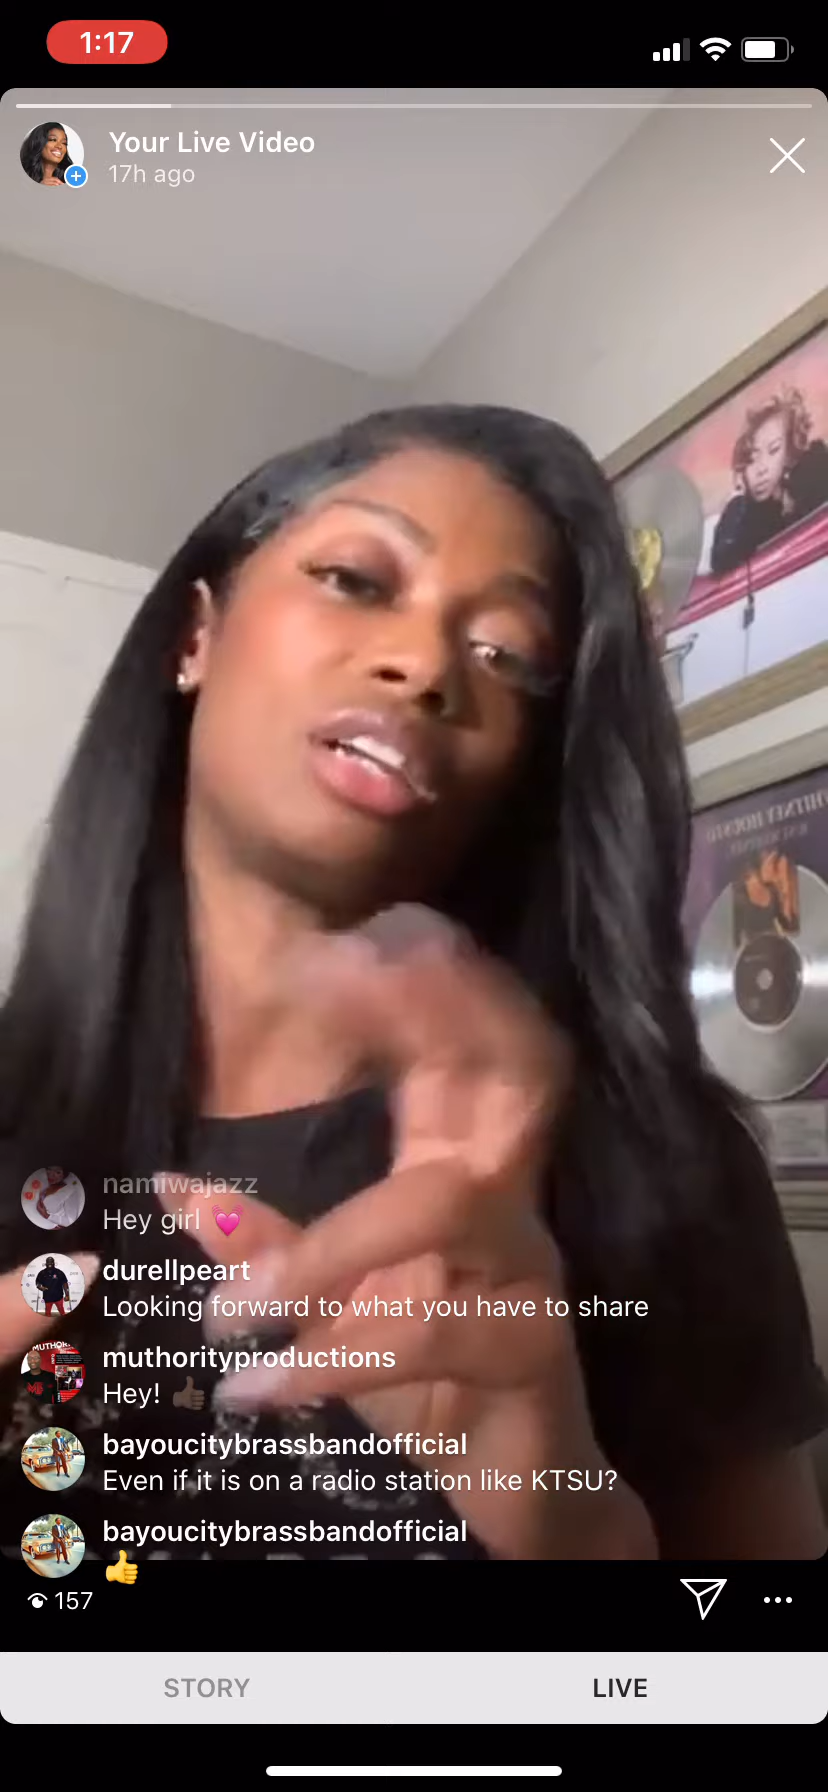 1:17
Your Live Video
17h ago
namiwajazz
Hey girl 💓
durellpeart
Looking forward to what you have to share
muthorityproductions
Hey! 👍🏿
bayoucitybrassbandofficial
Even if it is on a radio station like KTSU?
bayoucitybrassbandofficial
👍
157
STORY
LIVE